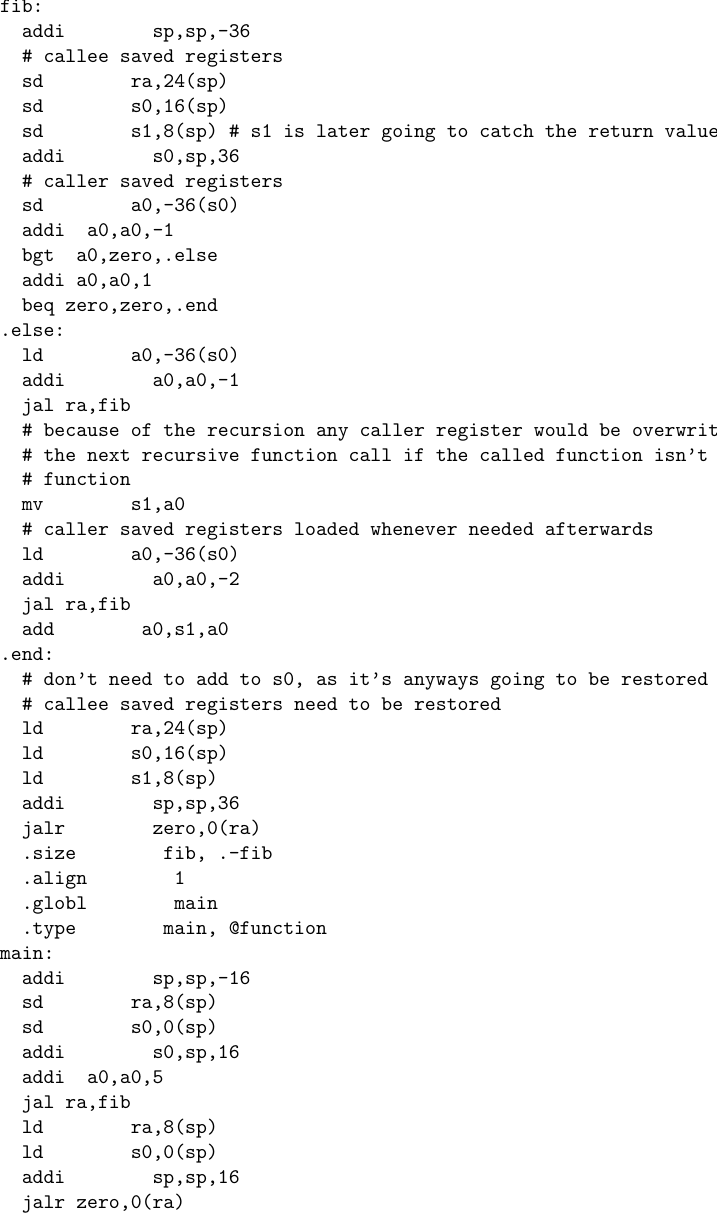 fib:
  addi        sp,sp,-36
  # callee saved registers
  sd        ra,24(sp)
  sd        s0,16(sp)
  sd        s1,8(sp) # s1 is later going to catch the return value
  addi        s0,sp,36
  # caller saved registers
  sd        a0,-36(s0)
  addi  a0,a0,-1
  bgt  a0,zero,.else
  addi a0,a0,1
  beq zero,zero,.end
.else:
  ld        a0,-36(s0)
  addi        a0,a0,-1
  jal ra,fib
  # because of the recursion any caller register would be overwrit
  # the next recursive function call if the called function isn't
  # function
  mv        s1,a0
  # caller saved registers loaded whenever needed afterwards
  ld        a0,-36(s0)
  addi        a0,a0,-2
  jal ra,fib
  add        a0,s1,a0
.end:
  # don't need to add to s0, as it's anyways going to be restored
  # callee saved registers need to be restored
  ld        ra,24(sp)
  ld        s0,16(sp)
  ld        s1,8(sp)
  addi        sp,sp,36
  jalr        zero,0(ra)
  .size        fib, .-fib
  .align        1
  .globl        main
  .type        main, @function
main:
  addi        sp,sp,-16
  sd        ra,8(sp)
  sd        s0,0(sp)
  addi        s0,sp,16
  addi  a0,a0,5
  jal ra,fib
  ld        ra,8(sp)
  ld        s0,0(sp)
  addi        sp,sp,16
  jalr zero,0(ra)